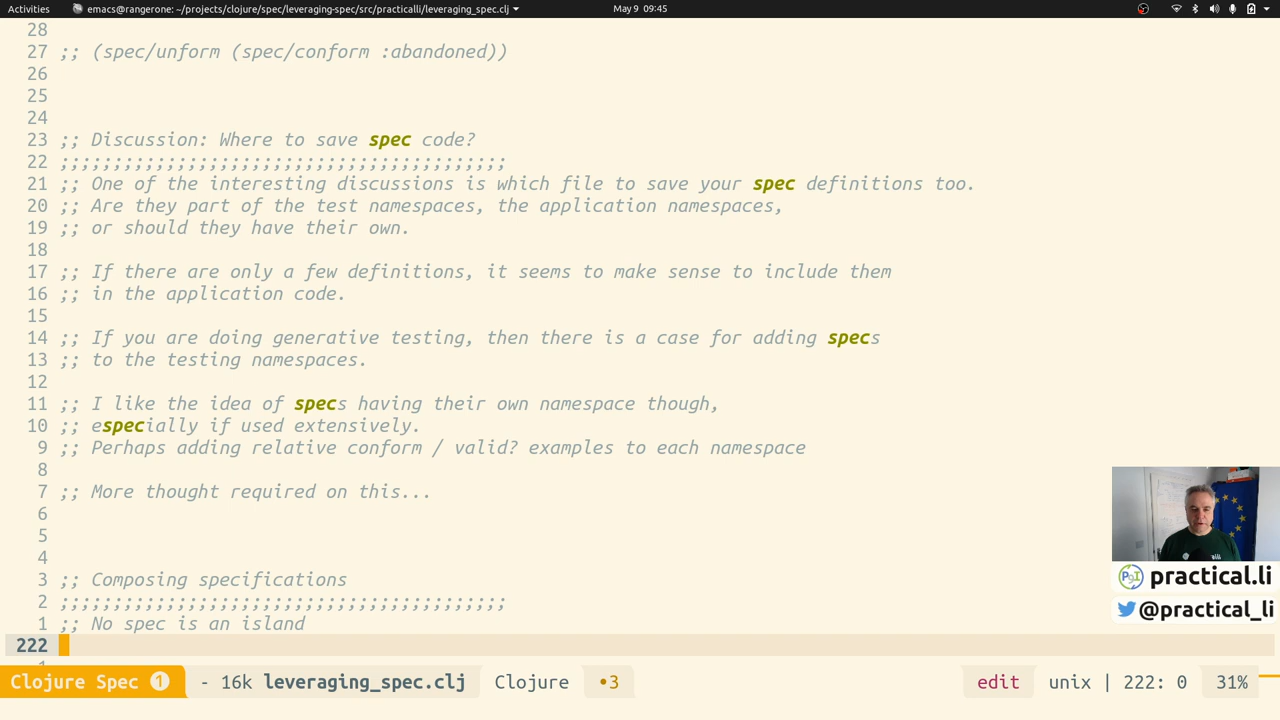 Activities emacs@rangerone: ~/projects/clojure/spec/leveraging-spec/src/practicalli/leveraging_spec.clj May 9 09:45
28
27 ;; (spec/unform (spec/conform :abandoned))
26
25
24
23 ;; Discussion: Where to save spec code?
22 ;;;;;;;;;;;;;;;;;;;;;;;;;;;;;;;;;;;;;;;;;;
21 ;; One of the interesting discussions is which file to save your spec definitions too.
20 ;; Are they part of the test namespaces, the application namespaces,
19 ;; or should they have their own.
18
17 ;; If there are only a few definitions, it seems to make sense to include them
16 ;; in the application code.
15
14 ;; If you are doing generative testing, then there is a case for adding specs
13 ;; to the testing namespaces.
12
11 ;; I like the idea of specs having their own namespace though,
10 ;; especially if used extensively.
9 ;; Perhaps adding relative conform / valid? examples to each namespace
8
7 ;; More thought required on this...
6
5
4
3 ;; Composing specifications
2 ;;;;;;;;;;;;;;;;;;;;;;;;;;;;;;;;;;;;;;;;;;
1 ;; No spec is an island
222
1
practical.li
@practical_li
Clojure Spec 1 - 16k leveraging_spec.clj Clojure •3 edit unix | 222: 0 31%